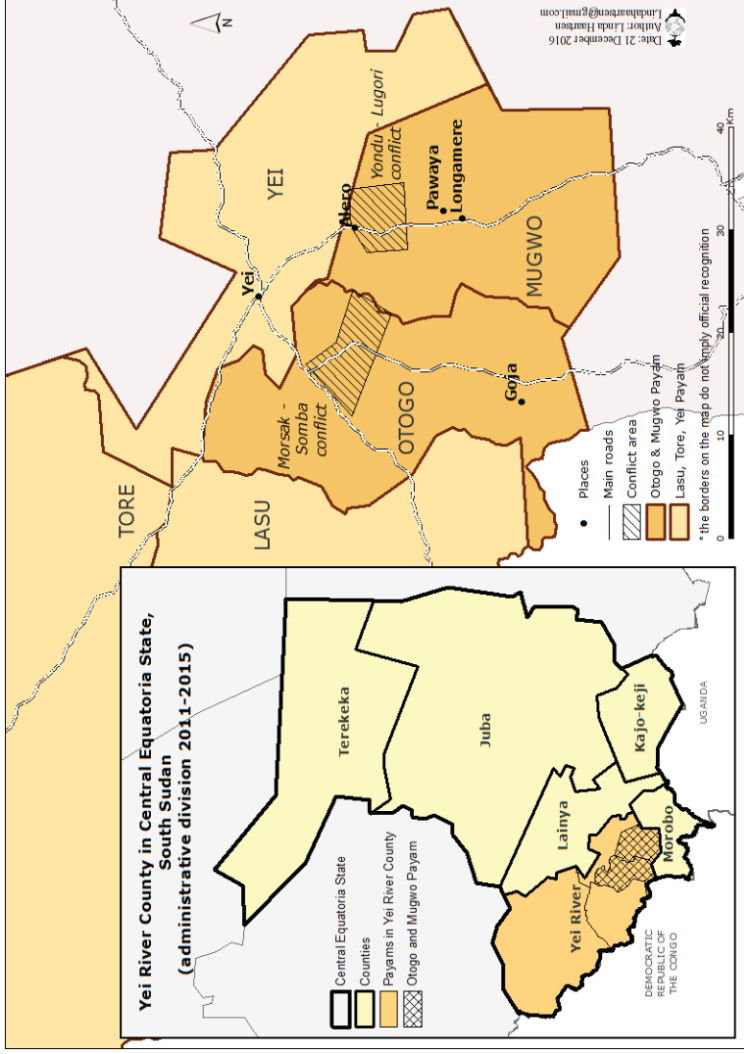 Yei River County in Central Equatoria State,
South Sudan
(administrative division 2011-2015)
Central Equatoria State
Counties
Payams in Yei River County
Otogo and Mugwo Payam
Terekeka
Juba
Lainya
Yei River
Kajo-keji
Morobo
UGANDA
DEMOCRATIC
REPUBLIC OF
THE CONGO
TORE
LASU
YEI
Yei
Morsak -
Somba
conflict
OTOGO
Yondu - Lugori
conflict
Alero
Pawaya
Longamere
MUGWO
Goja
N
Places
Main roads
Conflict area
Otogo & Mugwo Payam
Lasu, Tore, Yei Payam
*the borders on the map do not imply official recognition
0 10 20 30 40
Km
Date: 21 December 2016
Author: Linda Haartsen
Lindahaartsen@gmail.com